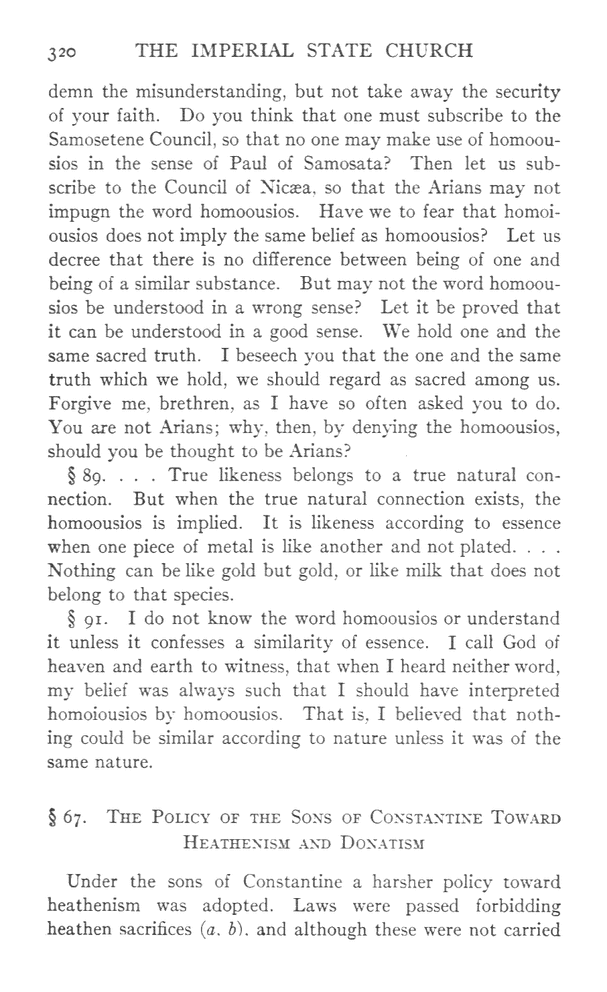 320 THE IMPERIAL STATE CHURCH
demn the misunderstanding, but not take away the security
of your faith. Do you think that one must subscribe to the
Samosetene Council, so that no one may make use of homoou-
sios in the sense of Paul of Samosata? Then let us sub-
scribe to the Council of Nicæa, so that the Arians may not
impugn the word homoousios. Have we to fear that homoi-
ousios does not imply the same belief as homoousios? Let us
decree that there is no difference between being of one and
being of a similar substance. But may not the word homoou-
sios be understood in a wrong sense? Let it be proved that
it can be understood in a good sense. We hold one and the
same sacred truth. I beseech you that the one and the same
truth which we hold, we should regard as sacred among us.
Forgive me, brethren, as I have so often asked you to do.
You are not Arians; why, then, by denying the homoousios,
should you be thought to be Arians?
§ 89. . . . True likeness belongs to a true natural con-
nection. But when the true natural connection exists, the
homoousios is implied. It is likeness according to essence
when one piece of metal is like another and not plated. . . .
Nothing can be like gold but gold, or like milk that does not
belong to that species.
§ 91. I do not know the word homoousios or understand
it unless it confesses a similarity of essence. I call God of
heaven and earth to witness, that when I heard neither word,
my belief was always such that I should have interpreted
homoiousios by homoousios. That is, I believed that noth-
ing could be similar according to nature unless it was of the
same nature.
§ 67. The Policy of the Sons of Constantine Toward
Heathenism and Donatism
Under the sons of Constantine a harsher policy toward
heathenism was adopted. Laws were passed forbidding
heathen sacrifices (a, b), and although these were not carried